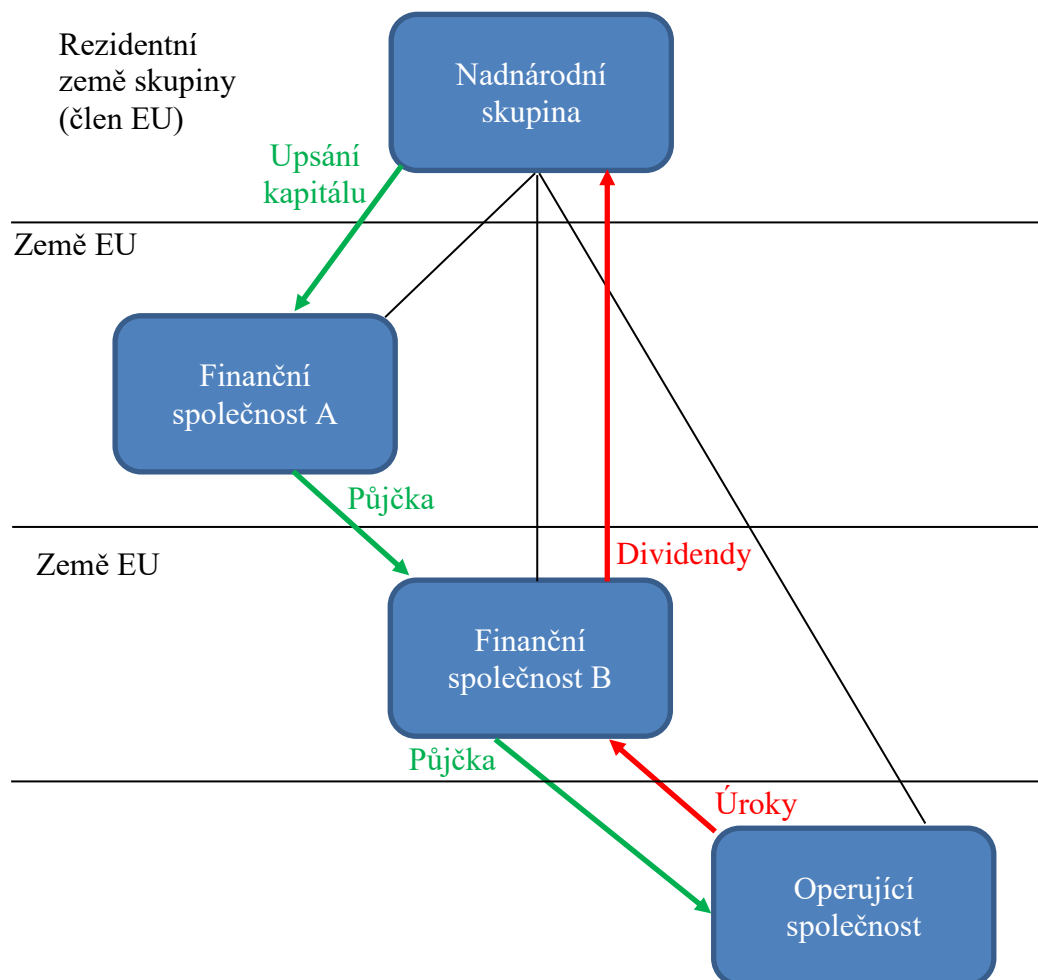 Rezidentní
země skupiny
(člen EU)
Nadnárodní
skupina
Upsání
kapitálu
Země EU
Finanční
společnost A
Půjčka
Země EU
Dividendy
Finanční
společnost B
Půjčka
Úroky
Operující
společnost